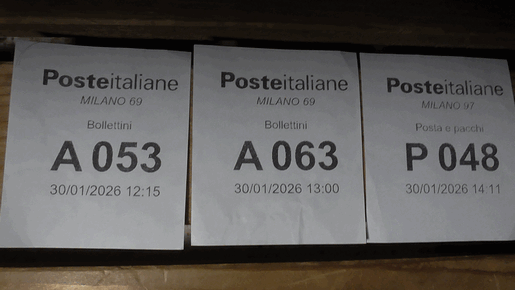 Posteitaliane
MILANO 69
Bollettini
A 053
30/01/2026 12:15
Posteitaliane
MILANO 69
Bollettini
A 063
30/01/2026 13:00
Posteitaliane
MILANO 97
Posta e pacchi
P 048
30/01/2026 14 11